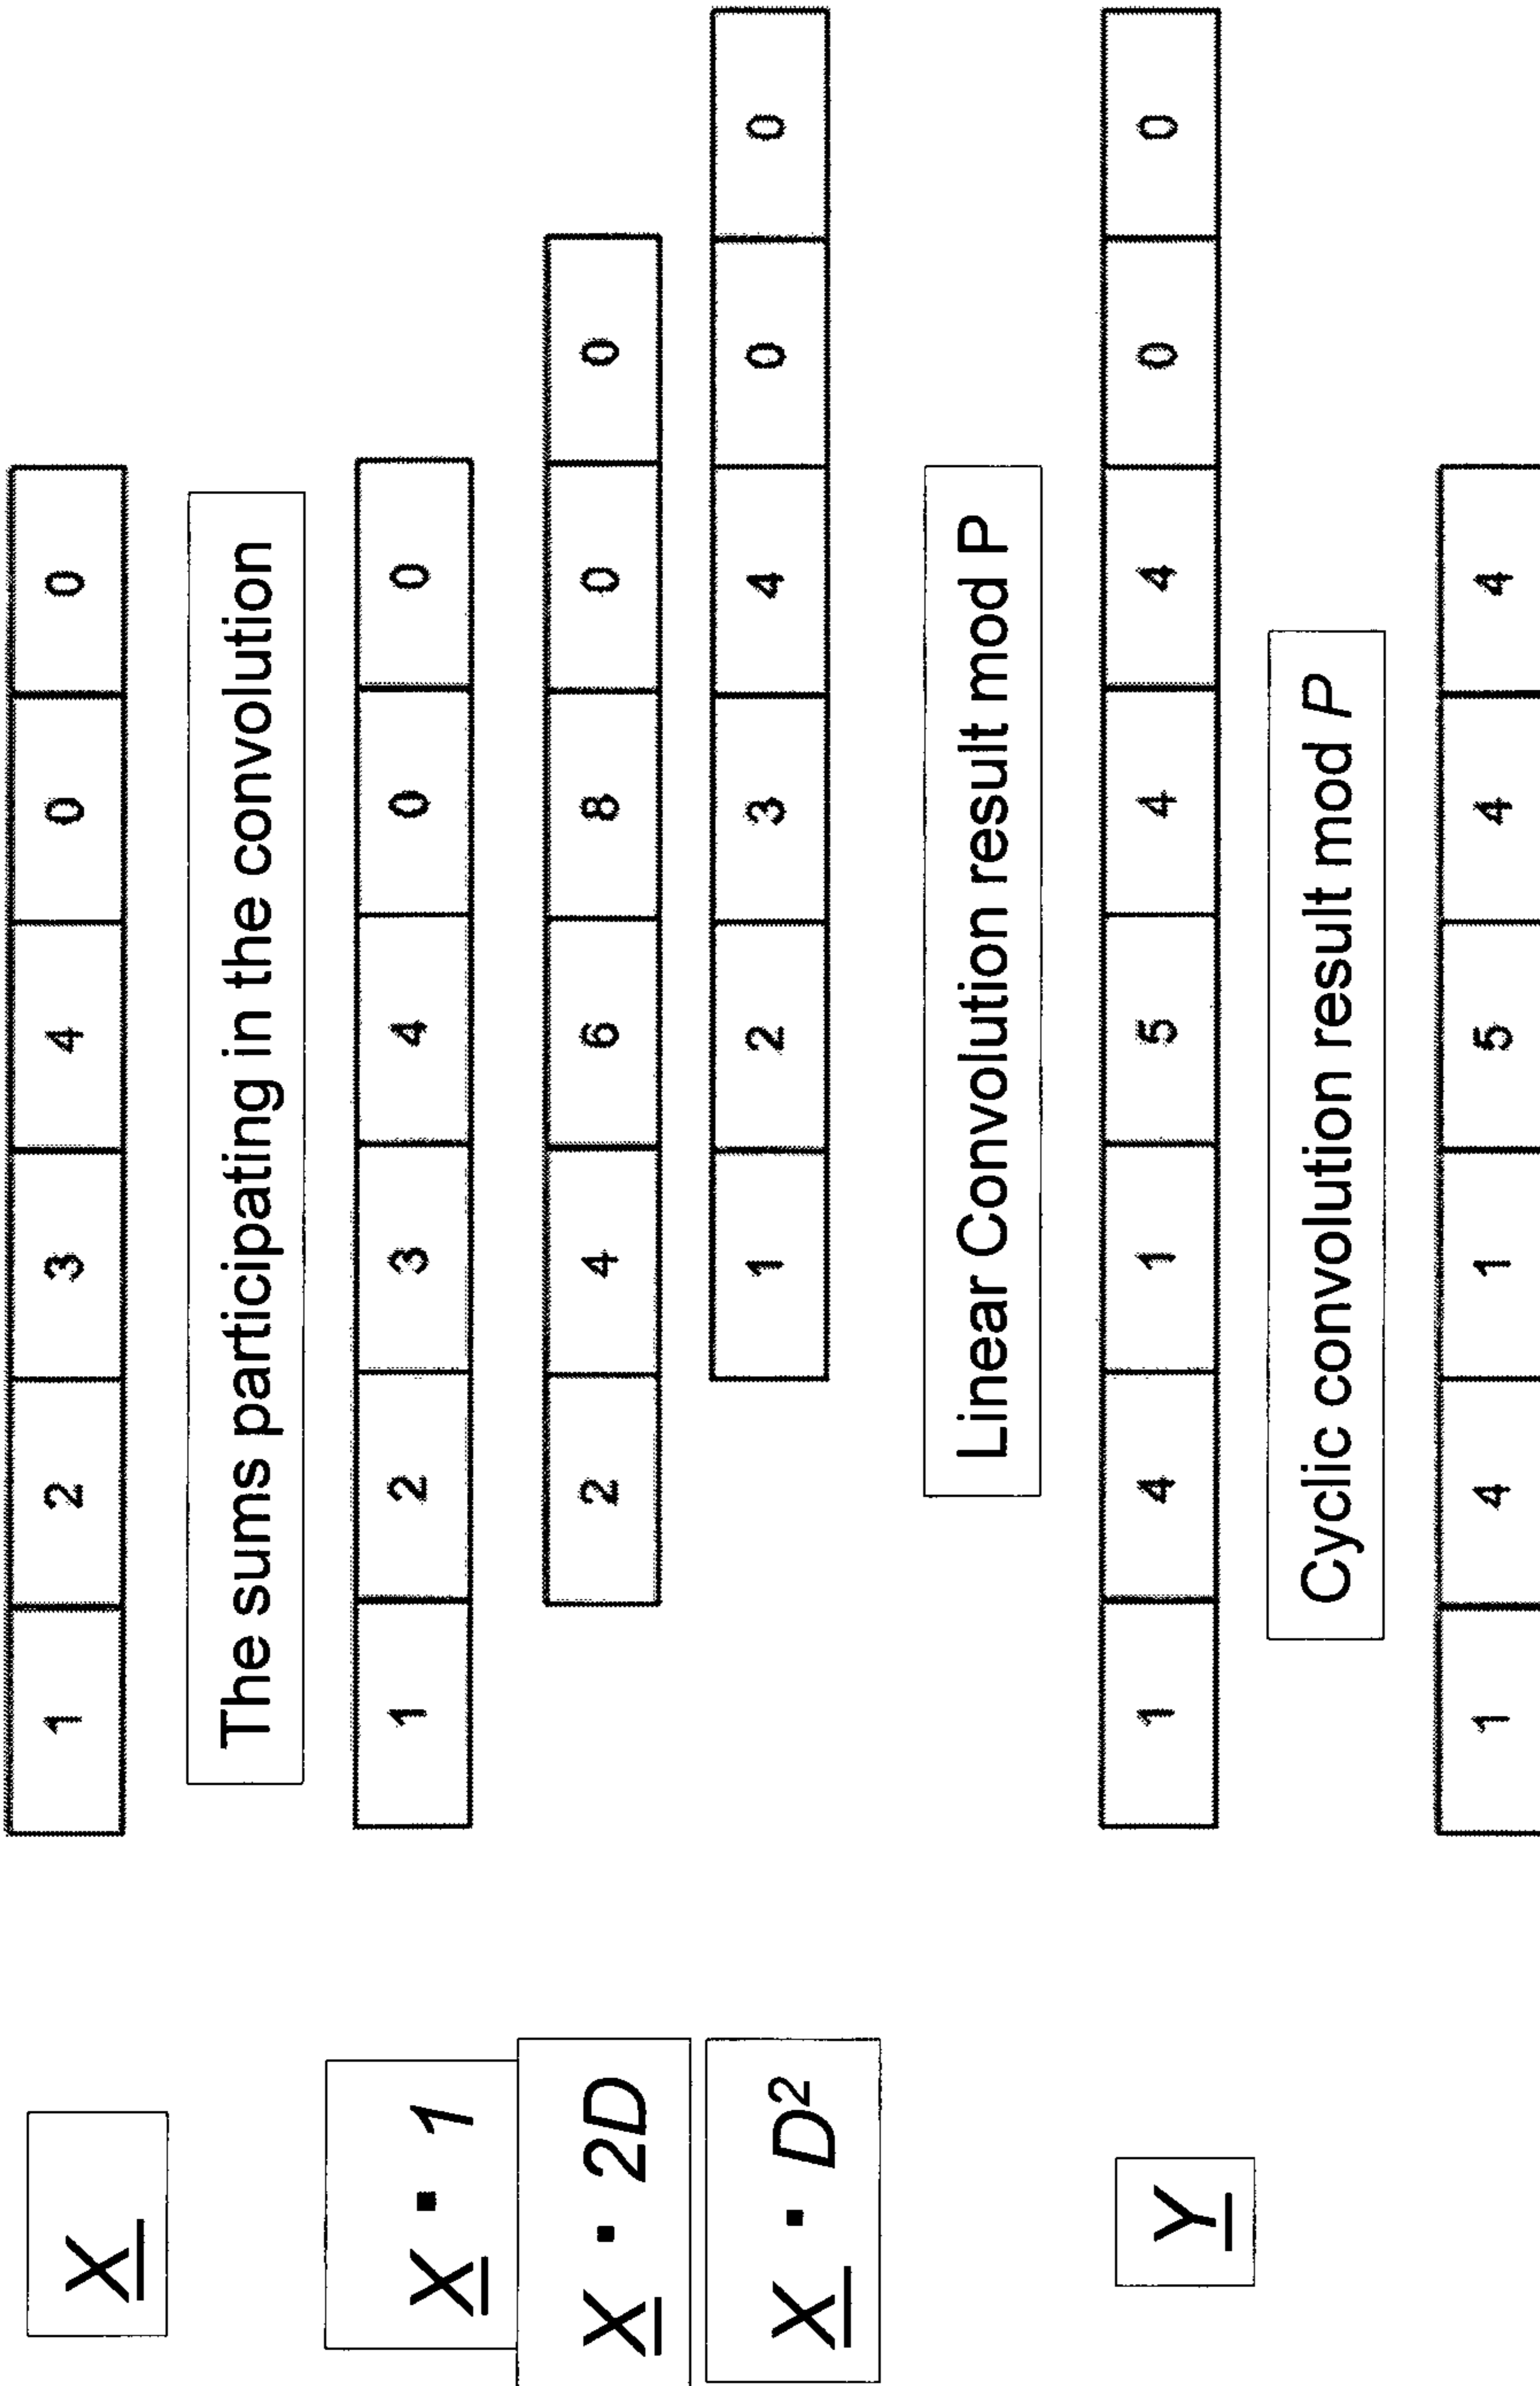 X 1 2 3 4 0 0
The sums participating in the convolution
X ▪ 1 1 2 3 4 0 0
X ▪ 2D 2 4 6 8 0 0
X ▪ D² 1 2 3 4 0 0
Linear Convolution result mod P
Y 1 4 1 5 4 4 0 0
Cyclic convolution result mod P
1 4 1 5 4 4